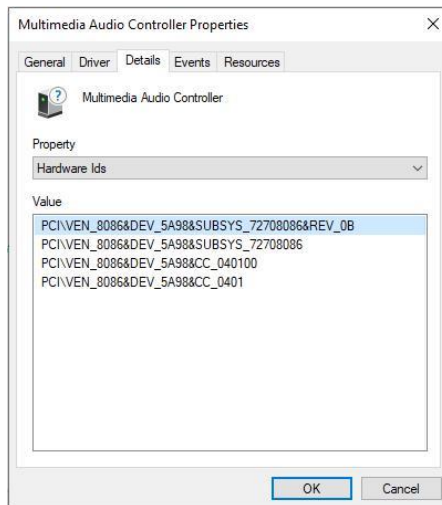 Multimedia Audio Controller Properties
General Driver Details Events Resources
Multimedia Audio Controller
Property
Hardware Ids
Value
PCI\VEN_8086&DEV_5A98&SUBSYS_72708086&REV_0B
PCI\VEN_8086&DEV_5A98&SUBSYS_72708086
PCI\VEN_8086&DEV_5A98&CC_040100
PCI\VEN_8086&DEV_5A98&CC_0401
OK Cancel